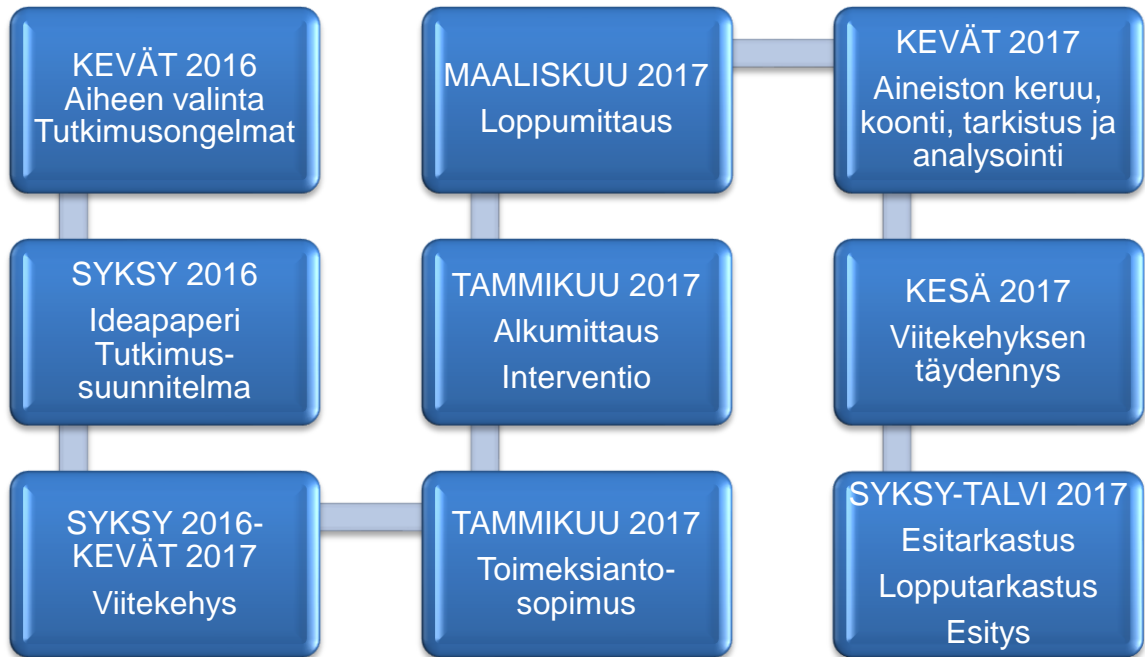 KEVÄT 2016
Aiheen valinta
Tutkimusongelmat
SYKSY 2016
Ideapaperi
Tutkimus-
suunnitelma
SYKSY 2016-
KEVÄT 2017
Viitekehys
TAMMIKUU 2017
Toimeksianto-
sopimus
TAMMIKUU 2017
Alkumittaus
Interventio
MAALISKUU 2017
Loppumittaus
KEVÄT 2017
Aineiston keruu,
koonti, tarkistus ja
analysointi
KESÄ 2017
Viitekehyksen
täydennys
SYKSY-TALVI 2017
Esitarkastus
Lopputarkastus
Esitys